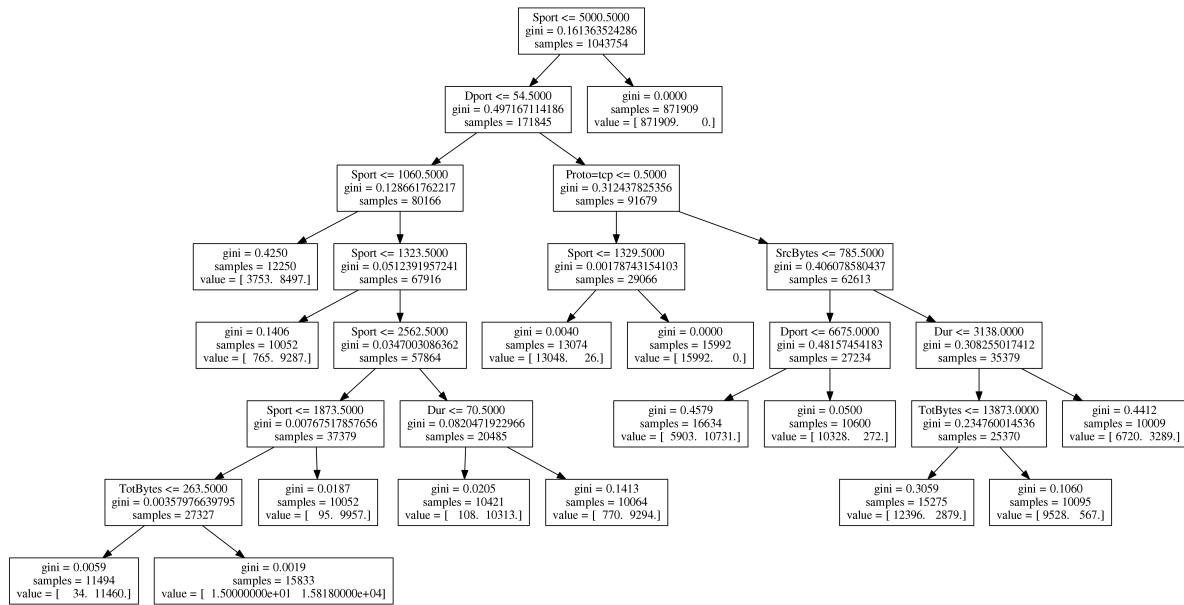 Sport <= 5000.5000
gini = 0.161363524286
samples = 1043754
Dport <= 54.5000
gini = 0.497167114186
samples = 171845
gini = 0.0000
samples = 871909
value = [ 871909. 0.]
Sport <= 1060.5000
gini = 0.128661762217
samples = 80166
Proto=tcp <= 0.5000
gini = 0.312437825356
samples = 91679
gini = 0.4250
samples = 12250
value = [ 3753. 8497.]
Sport <= 1323.5000
gini = 0.0512391957241
samples = 67916
Sport <= 1329.5000
gini = 0.00178743154103
samples = 29066
SrcBytes <= 785.5000
gini = 0.406078580437
samples = 62613
gini = 0.1406
samples = 10052
value = [ 765. 9287.]
Sport <= 2562.5000
gini = 0.0347003086362
samples = 57864
gini = 0.0040
samples = 13074
value = [ 13048. 26.]
gini = 0.0000
samples = 15992
value = [ 15992. 0.]
Dport <= 6675.0000
gini = 0.48157454183
samples = 27234
Dur <= 3138.0000
gini = 0.308255017412
samples = 35379
Sport <= 1873.5000
gini = 0.00767517857656
samples = 37379
Dur <= 70.5000
gini = 0.0820471922966
samples = 20485
gini = 0.4579
samples = 16634
value = [ 5903. 10731.]
gini = 0.0500
samples = 10600
value = [ 10328. 272.]
TotBytes <= 13873.0000
gini = 0.234760014536
samples = 25370
gini = 0.4412
samples = 10009
value = [ 6720. 3289.]
TotBytes <= 263.5000
gini = 0.00357976639795
samples = 27327
gini = 0.0187
samples = 10052
value = [ 95. 9957.]
gini = 0.0205
samples = 10421
value = [ 108. 10313.]
gini = 0.1413
samples = 10064
value = [ 770. 9294.]
gini = 0.3059
samples = 15275
value = [ 12396. 2879.]
gini = 0.1060
samples = 10095
value = [ 9528. 567.]
gini = 0.0059
samples = 11494
value = [ 34. 11460.]
gini = 0.0019
samples = 15833
value = [ 1.50000000e+01 1.58180000e+04]